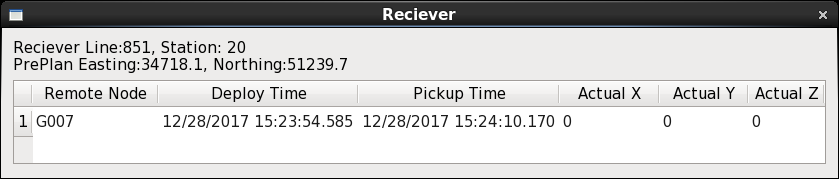 Reciever
Reciever Line:851, Station: 20
PrePlan Easting:34718.1, Northing:51239.7
Remote Node Deploy Time Pickup Time Actual X Actual Y Actual Z
1 G007 12/28/2017 15:23:54.585 12/28/2017 15:24:10.170 0 0 0